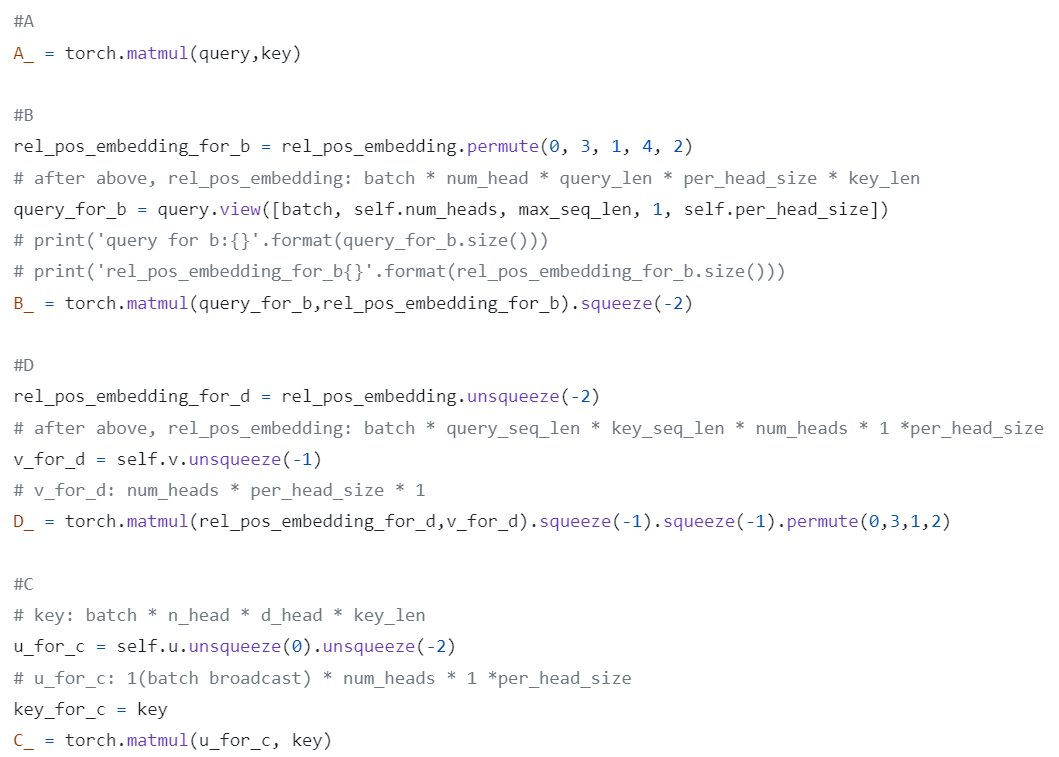 #A
A_ = torch.matmul(query,key)
#B
rel_pos_embedding_for_b = rel_pos_embedding.permute(0, 3, 1, 4, 2)
# after above, rel_pos_embedding: batch * num_head * query_len * per_head_size * key_len
query_for_b = query.view([batch, self.num_heads, max_seq_len, 1, self.per_head_size])
# print('query for b:{}'.format(query_for_b.size()))
# print('rel_pos_embedding_for_b{}'.format(rel_pos_embedding_for_b.size()))
B_ = torch.matmul(query_for_b,rel_pos_embedding_for_b).squeeze(-2)
#D
rel_pos_embedding_for_d = rel_pos_embedding.unsqueeze(-2)
# after above, rel_pos_embedding: batch * query_seq_len * key_seq_len * num_heads * 1 *per_head_size
v_for_d = self.v.unsqueeze(-1)
# v_for_d: num_heads * per_head_size * 1
D_ = torch.matmul(rel_pos_embedding_for_d,v_for_d).squeeze(-1).squeeze(-1).permute(0,3,1,2)
#C
# key: batch * n_head * d_head * key_len
u_for_c = self.u.unsqueeze(0).unsqueeze(-2)
# u_for_c: 1(batch broadcast) * num_heads * 1 *per_head_size
key_for_c = key
C_ = torch.matmul(u_for_c, key)